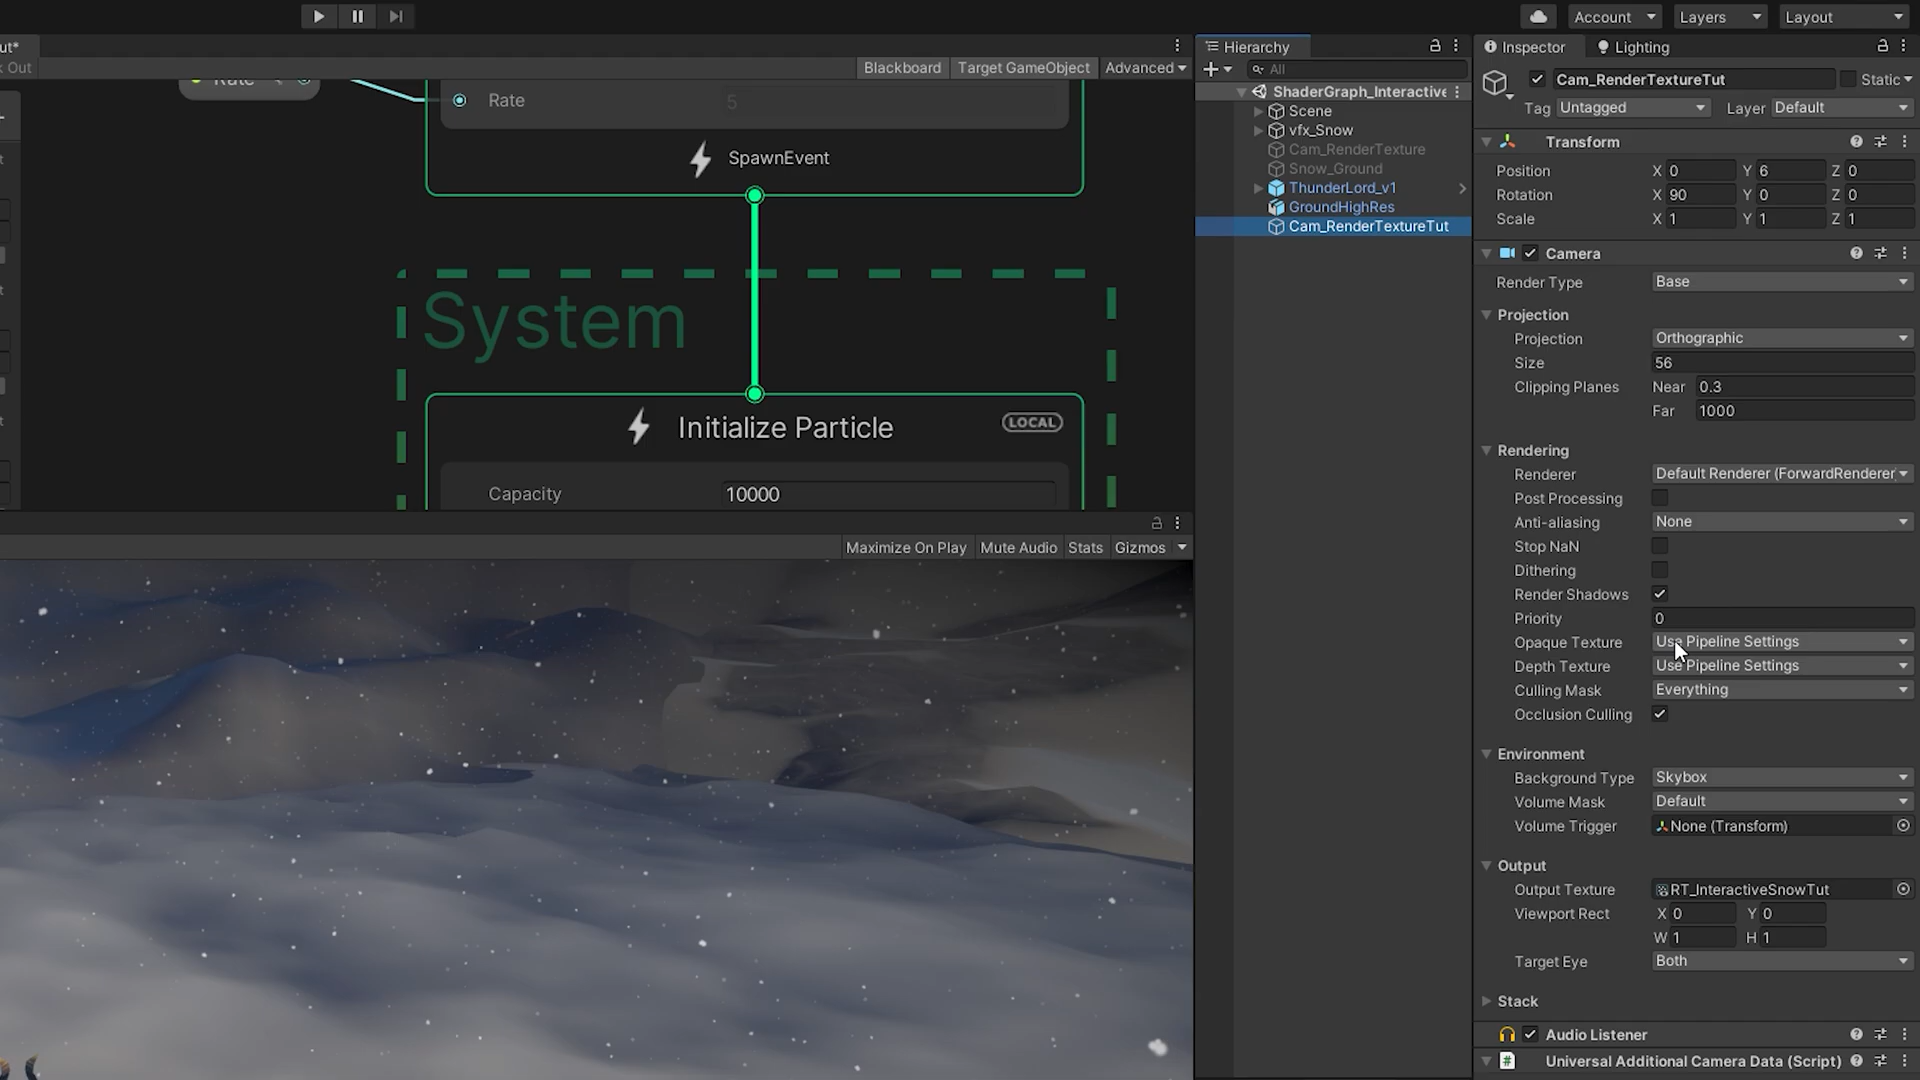 Account
Layers
Layout
ut*
Out
Blackboard
Target GameObject
Advanced
Rate
Rate
5
SpawnEvent
System
Initialize Particle
LOCAL
Capacity
10000
Maximize On Play
Mute Audio
Stats
Gizmos
Hierarchy
All
ShaderGraph_Interactive
Scene
vfx_Snow
Cam_RenderTexture
Snow_Ground
ThunderLord_v1
GroundHighRes
Cam_RenderTextureTut
Inspector
Lighting
Cam_RenderTextureTut
Static
Tag Untagged
Layer Default
Transform
Position X 0 Y 6 Z 0
Rotation X 90 Y 0 Z 0
Scale X 1 Y 1 Z 1
Camera
Render Type Base
Projection
Projection Orthographic
Size 56
Clipping Planes Near 0.3
Far 1000
Rendering
Renderer Default Renderer (ForwardRenderer
Post Processing
Anti-aliasing None
Stop NaN
Dithering
Render Shadows
Priority 0
Opaque Texture Use Pipeline Settings
Depth Texture Use Pipeline Settings
Culling Mask Everything
Occlusion Culling
Environment
Background Type Skybox
Volume Mask Default
Volume Trigger None (Transform)
Output
Output Texture RT_InteractiveSnowTut
Viewport Rect X 0 Y 0
W 1 H 1
Target Eye Both
Stack
Audio Listener
# Universal Additional Camera Data (Script)